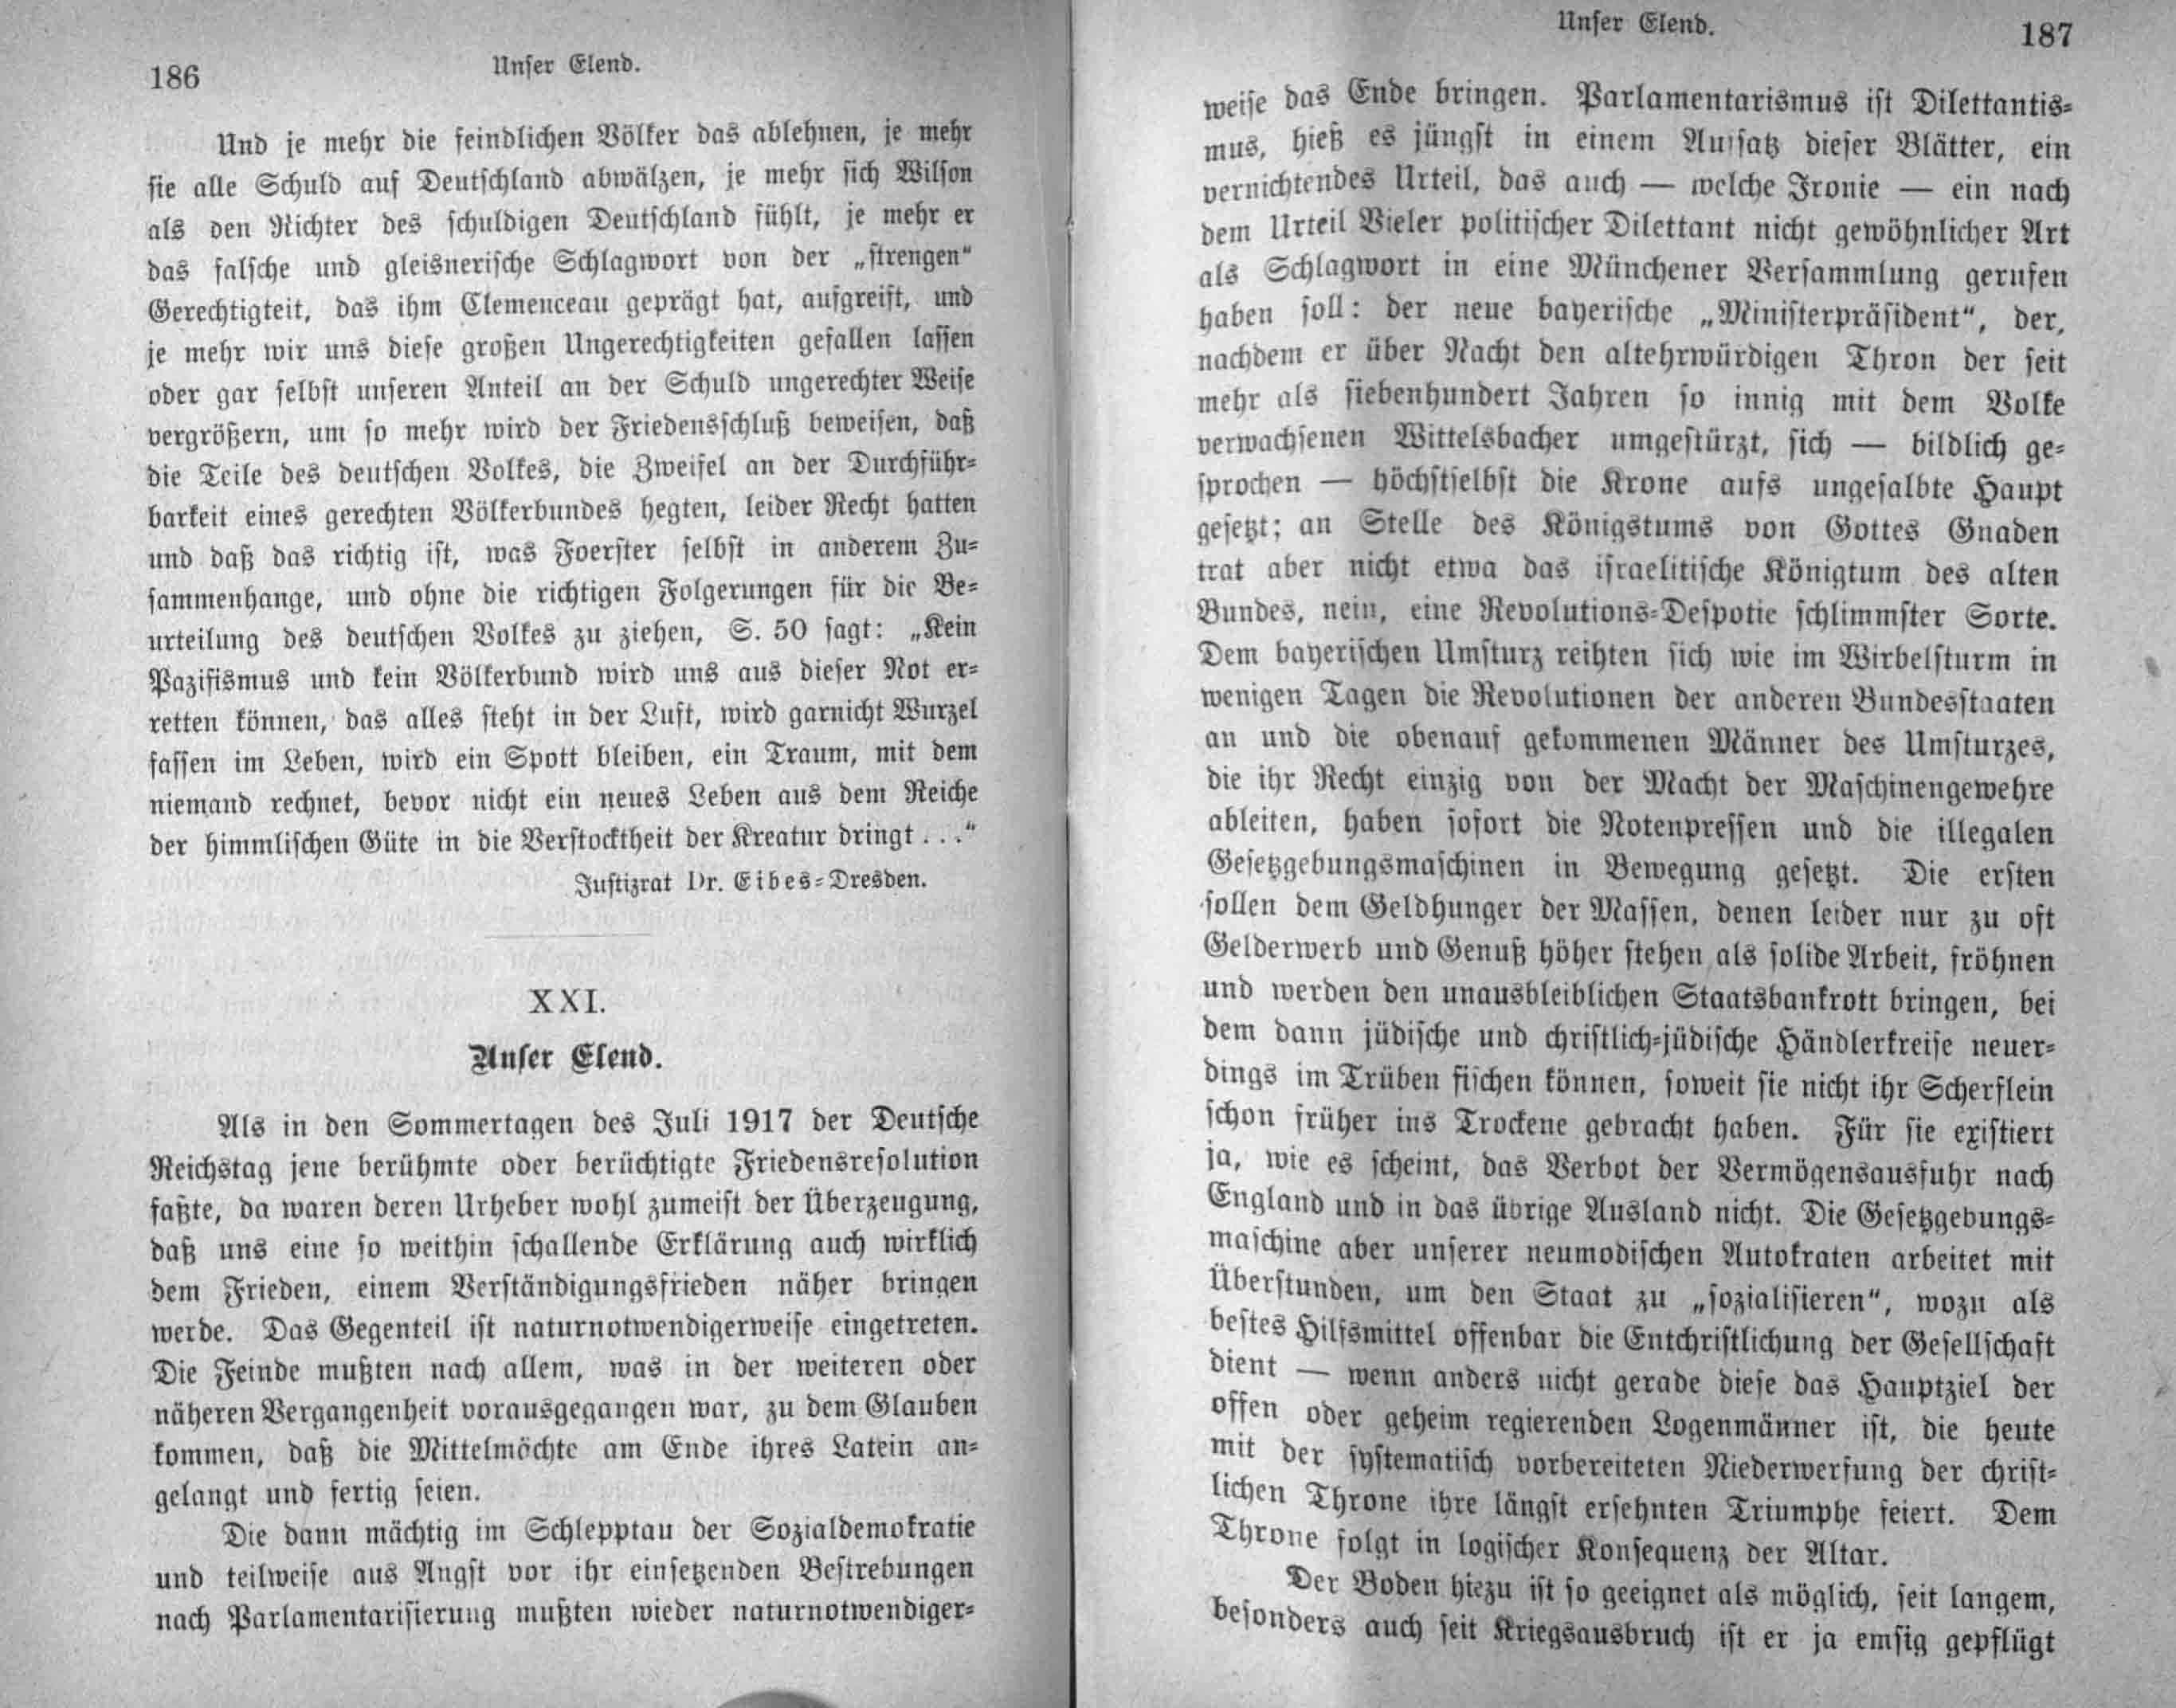 186
Unser Elend.
Und je mehr die feindlichen Völker das ablehnen, je mehr
sie alle Schuld auf Deutschland abwälzen, je mehr sich Wilson
als den Richter des schuldigen Deutschland fühlt, je mehr er
das falsche und gleisnerische Schlagwort von der „strengen“
Gerechtigteit, das ihm Clemenceau geprägt hat, aufgreift, und
je mehr wir uns diese großen Ungerechtigkeiten gefallen lassen
oder gar selbst unseren Anteil an der Schuld ungerechter Weise
vergrößern, um so mehr wird der Friedensschluß beweisen, daß
die Teile des deutschen Volkes, die Zweifel an der Durchführ-
barkeit eines gerechten Völkerbundes hegten, leider Recht hatten
und daß das richtig ist, was Foerster selbst in anderem Zu-
sammenhange, und ohne die richtigen Folgerungen für die Be-
urteilung des deutschen Volkes zu ziehen, S. 50 sagt: „Kein
Pazifismus und kein Völkerbund wird uns aus dieser Not er-
retten können, das alles steht in der Luft, wird garnicht Wurzel
fassen im Leben, wird ein Spott bleiben, ein Traum, mit dem
niemand rechnet, bevor nicht ein neues Leben aus dem Reiche
der himmlischen Güte in die Verstocktheit der Kreatur dringt . . .“
Justizrat Dr. Eibes-Dresden.
XXI.
Unser Elend.
Als in den Sommertagen des Juli 1917 der Deutsche
Reichstag jene berühmte oder berüchtigte Friedensresolution
faßte, da waren deren Urheber wohl zumeist der Überzeugung,
daß uns eine so weithin schallende Erklärung auch wirklich
dem Frieden, einem Verständigungsfrieden näher bringen
werde. Das Gegenteil ist naturnotwendigerweise eingetreten.
Die Feinde mußten nach allem, was in der weiteren oder
näheren Vergangenheit vorausgegangen war, zu dem Glauben
kommen, daß die Mittelmöchte am Ende ihres Latein an-
gelangt und fertig seien.
Die dann mächtig im Schlepptau der Sozialdemokratie
und teilweise aus Angst vor ihr einsetzenden Bestrebungen
nach Parlamentarisierung mußten wieder naturnotwendiger-
Unser Elend.
187
weise das Ende bringen. Parlamentarismus ist Dilettantis-
mus, hieß es jüngst in einem Aufsatz dieser Blätter, ein
vernichtendes Urteil, das auch — welche Ironie — ein nach
dem Urteil Vieler politischer Dilettant nicht gewöhnlicher Art
als Schlagwort in eine Münchener Versammlung gerufen
haben soll: der neue bayerische „Ministerpräsident“, der,
nachdem er über Nacht den altehrwürdigen Thron der seit
mehr als siebenhundert Jahren so innig mit dem Volke
verwachsenen Wittelsbacher umgestürzt, sich — bildlich ge-
sprochen — höchstselbst die Krone aufs ungesalbte Haupt
gesetzt; an Stelle des Königstums von Gottes Gnaden
trat aber nicht etwa das israelitische Königtum des alten
Bundes, nein, eine Revolutions-Despotie schlimmster Sorte.
Dem bayerischen Umsturz reihten sich wie im Wirbelsturm in
wenigen Tagen die Revolutionen der anderen Bundesstaaten
an und die obenauf gekommenen Männer des Umsturzes,
die ihr Recht einzig von der Macht der Maschinengewehre
ableiten, haben sofort die Notenpressen und die illegalen
Gesetzgebungsmaschinen in Bewegung gesetzt. Die ersten
sollen dem Geldhunger der Massen, denen leider nur zu oft
Gelderwerb und Genuß höher stehen als solide Arbeit, fröhnen
und werden den unausbleiblichen Staatsbankrott bringen, bei
dem dann jüdische und christlich-jüdische Händlerkreise neuer-
dings im Trüben fischen können, soweit sie nicht ihr Scherflein
schon früher ins Trockene gebracht haben. Für sie existiert
ja, wie es scheint, das Verbot der Vermögensausfuhr nach
England und in das übrige Ausland nicht. Die Gesetzgebungs-
maschine aber unserer neumodischen Autokraten arbeitet mit
Überstunden, um den Staat zu „sozialisieren“, wozu als
bestes Hilfsmittel offenbar die Entchristlichung der Gesellschaft
dient — wenn anders nicht gerade diese das Hauptziel der
offen oder geheim regierenden Logenmänner ist, die heute
mit der systematisch vorbereiteten Niederwerfung der christ-
lichen Throne ihre längst ersehnten Triumphe feiert. Dem
Throne folgt in logischer Konsequenz der Altar.
Der Boden hiezu ist so geeignet als möglich, seit langem,
besonders auch seit Kriegsausbruch ist er ja emsig gepflügt